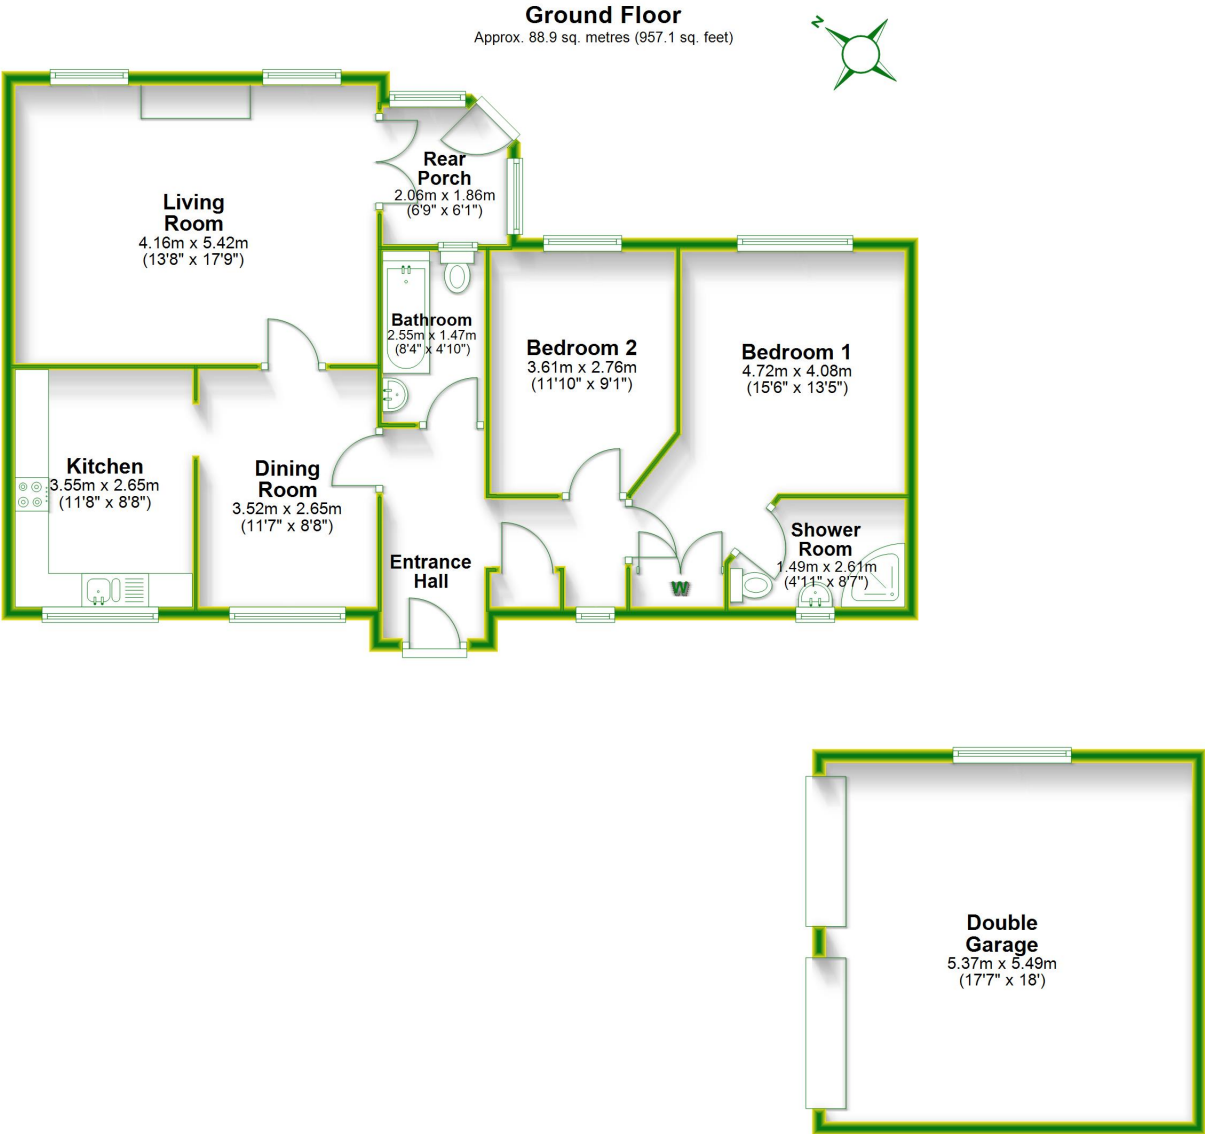 Ground Floor
Approx. 88.9 sq. metres (957.1 sq. feet)
N
Living
Room
4.16m x 5.42m
(13'8" x 17'9")
Rear
Porch
2.06m x 1.86m
(6'9" x 6'1")
Bathroom
2.55m x 1.47m
(8'4" x 4'10")
Bedroom 2
3.61m x 2.76m
(11'10" x 9'1")
Bedroom 1
4.72m x 4.08m
(15'6" x 13'5")
Kitchen
3.55m x 2.65m
(11'8" x 8'8")
Dining
Room
3.52m x 2.65m
(11'7" x 8'8")
Entrance
Hall
W
Shower
Room
1.49m x 2.61m
(4'11" x 8'7")
Double
Garage
5.37m x 5.49m
(17'7" x 18')